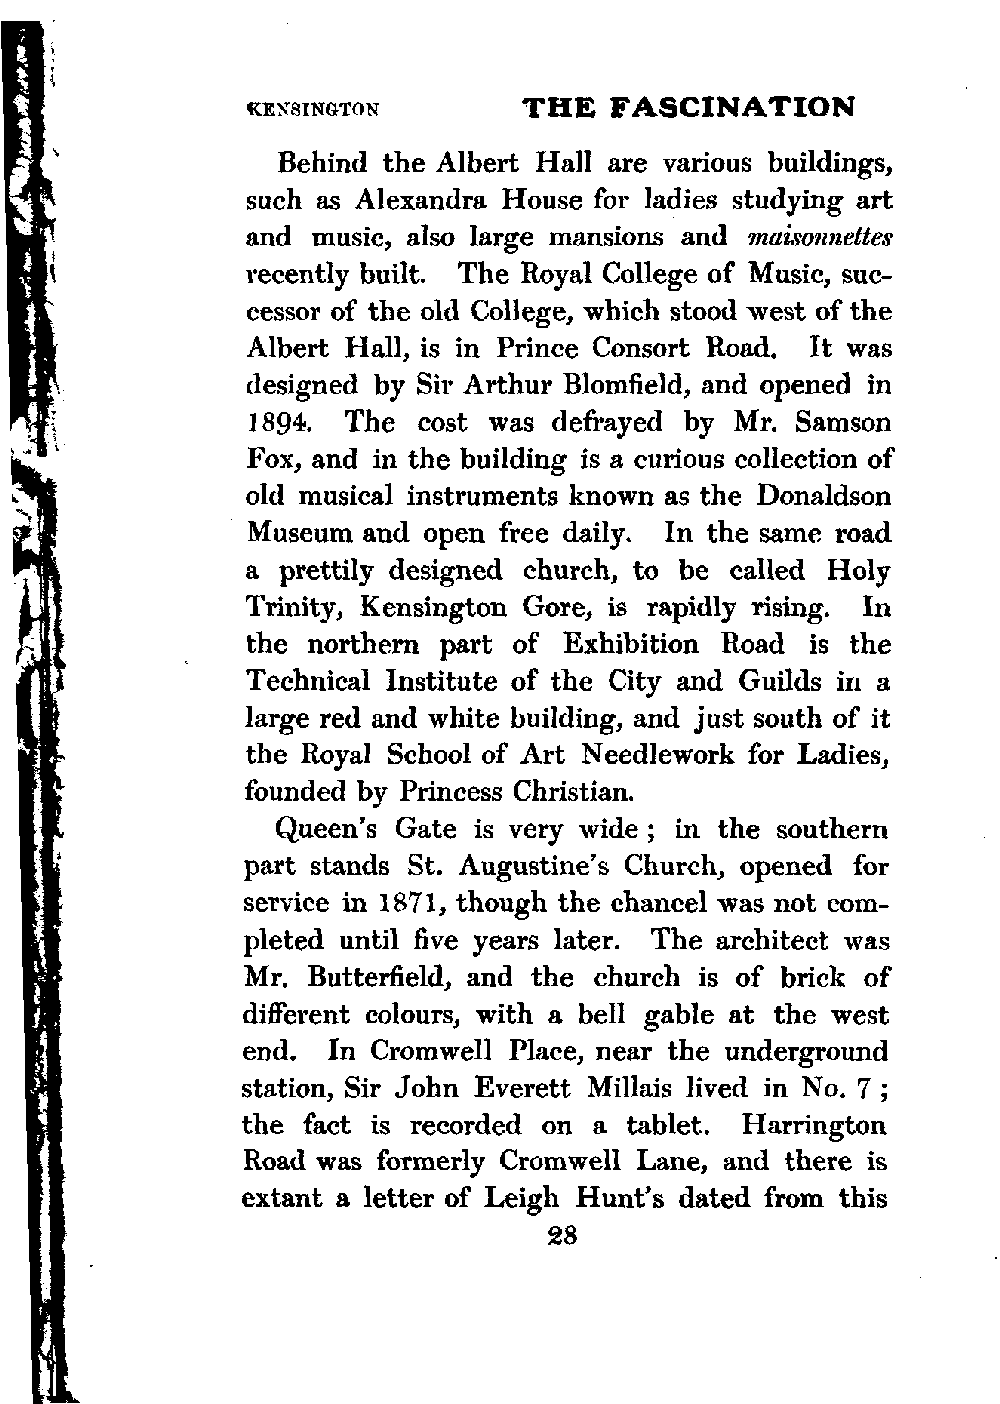 KENSINGTON THE FASCINATION
Behind the Albert Hall are various buildings,
such as Alexandra House for ladies studying art
and music, also large mansions and maisonnettes
recently built. The Royal College of Music, suc-
cessor of the old College, which stood west of the
Albert Hall, is in Prince Consort Road. It was
designed by Sir Arthur Blomfield, and opened in
1894. The cost was defrayed by Mr. Samson
Fox, and in the building is a curious collection of
old musical instruments known as the Donaldson
Museum and open free daily. In the same road
a prettily designed church, to be called Holy
Trinity, Kensington Gore, is rapidly rising. In
the northern part of Exhibition Road is the
Technical Institute of the City and Guilds in a
large red and white building, and just south of it
the Royal School of Art Needlework for Ladies,
founded by Princess Christian.
Queen's Gate is very wide ; in the southern
part stands St. Augustine's Church, opened for
service in 1871, though the chancel was not com-
pleted until five years later. The architect was
Mr. Butterfield, and the church is of brick of
different colours, with a bell gable at the west
end. In Cromwell Place, near the underground
station, Sir John Everett Millais lived in No. 7 ;
the fact is recorded on a tablet. Harrington
Road was formerly Cromwell Lane, and there is
extant a letter of Leigh Hunt's dated from this
28